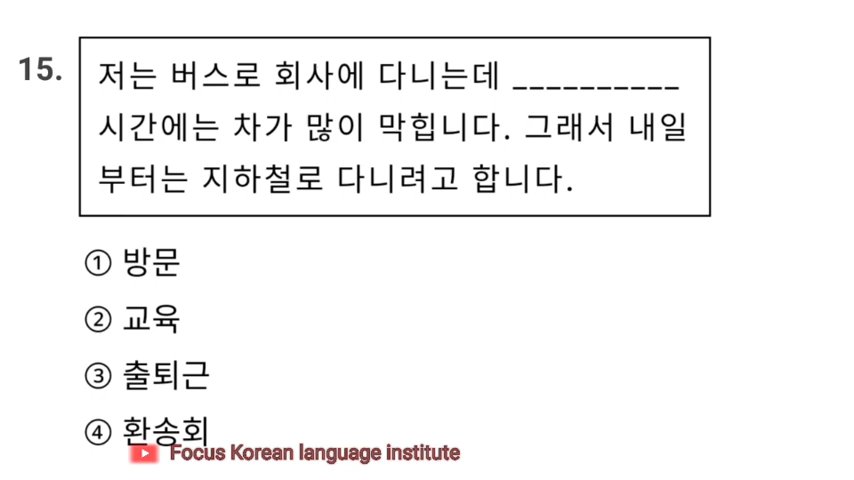 15.
저는 버스로 회사에 다니는데 __________
시간에는 차가 많이 막힙니다. 그래서 내일
부터는 지하철로 다니려고 합니다.
① 방문
② 교육
③ 출퇴근
④ 환송회
Focus Korean language institute